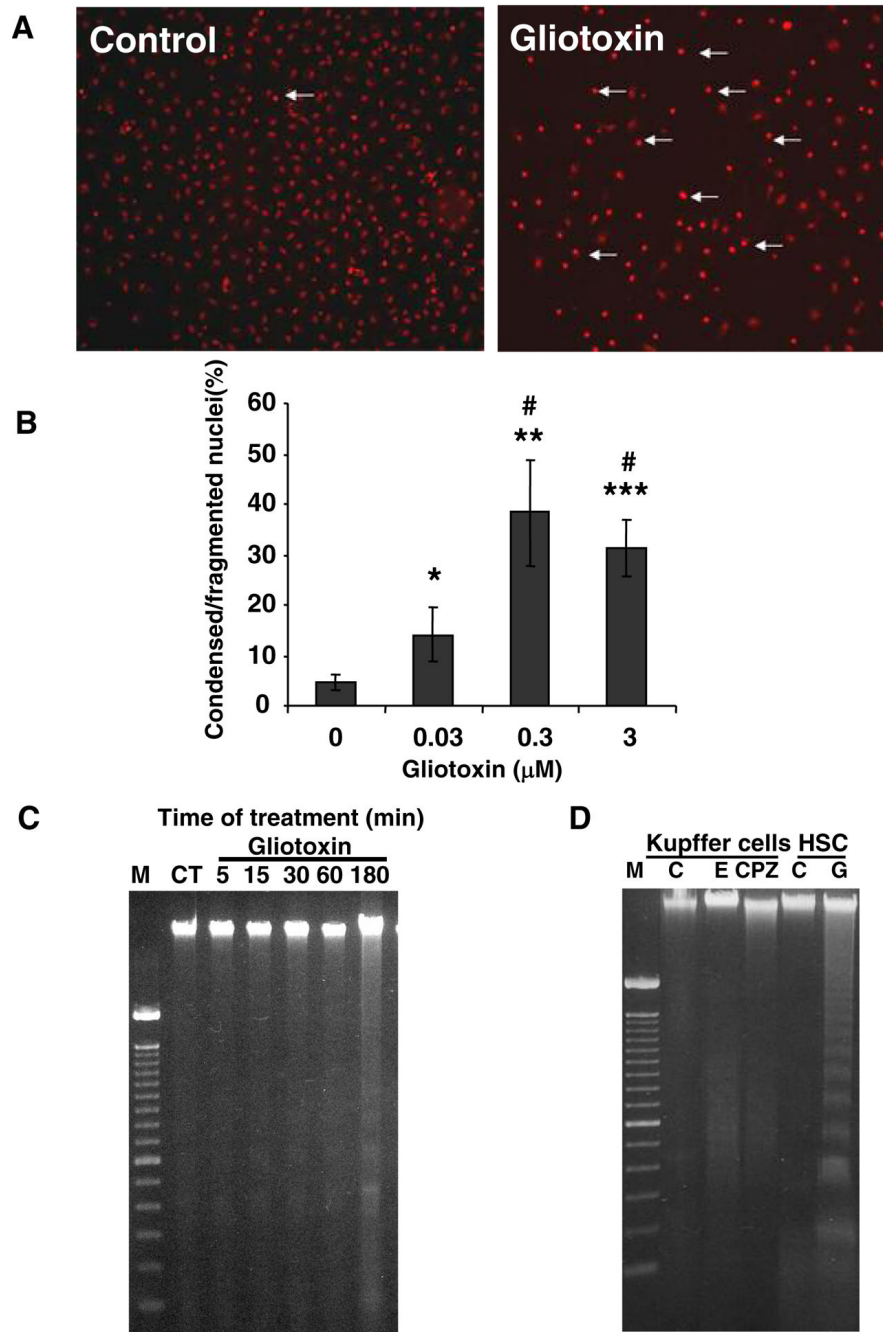 A
Control
Gliotoxin
B
Condensed/fragmented nuclei(%)
60
50
40
30
20
10
0
*
#
**
#
***
0 0.03 0.3 3
Gliotoxin (µM)
C
Time of treatment (min)
Gliotoxin
M CT 5 15 30 60 180
D
Kupffer cells HSC
M C E CPZ C G